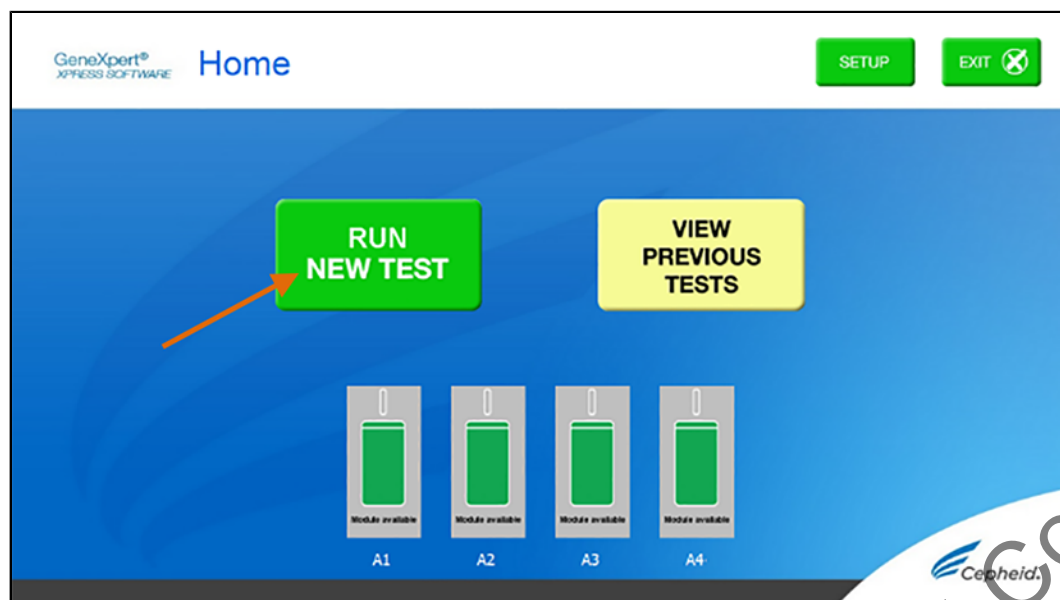 GeneXpert®
XPRESS SOFTWARE
Home
SETUP
EXIT
RUN
NEW TEST
VIEW
PREVIOUS
TESTS
Module available
Module available
Module available
Module available
A1
A2
A3
A4
Cepheid.